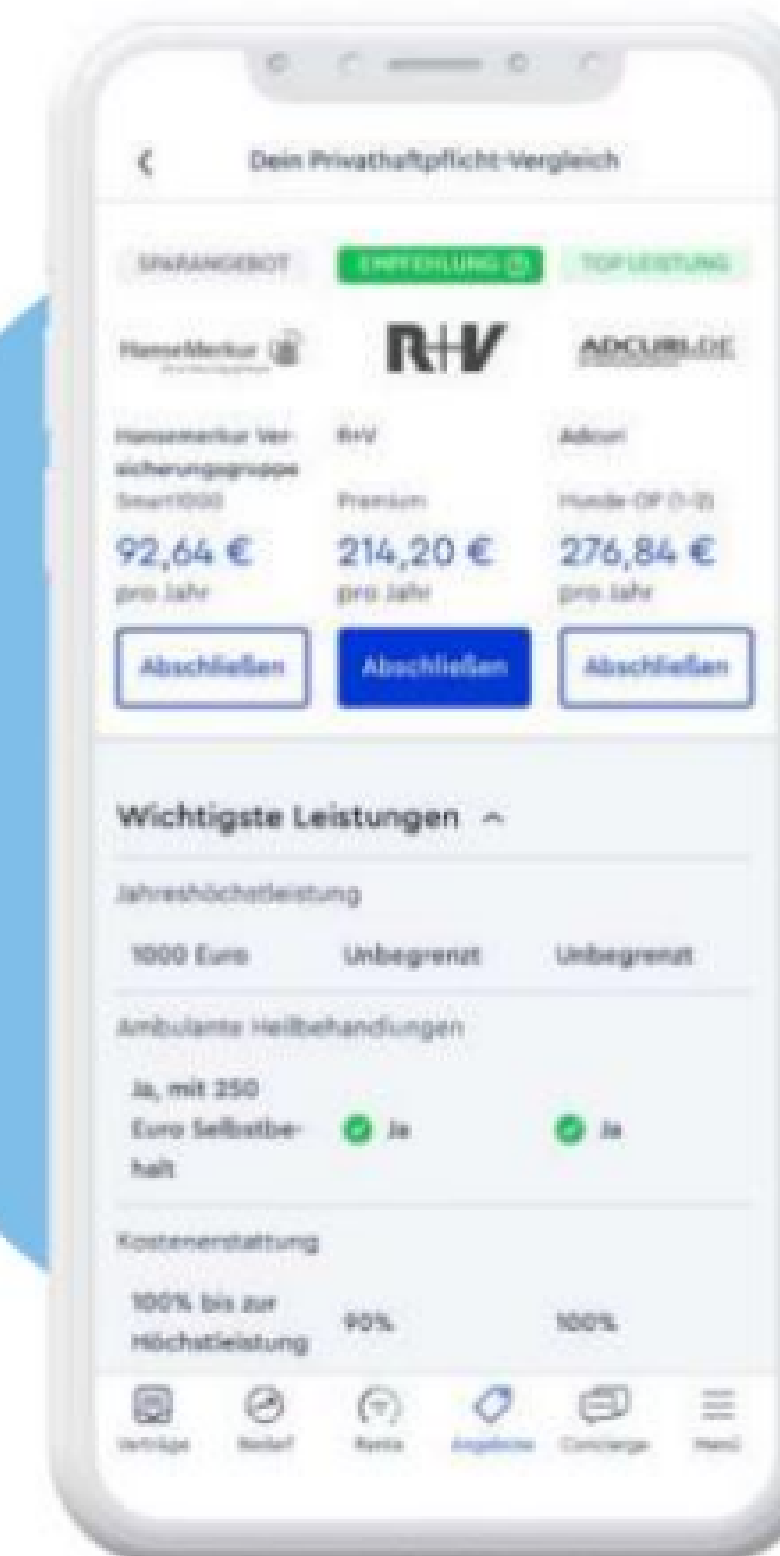 Dein Privathaftpflicht-Vergleich
SPARANGEBOT EMPFEHLUNG TOP LEISTUNG
HanseMerkur R+V ADCURI.DE
Hansemerkur Ver- R+V Adcuri
sicherungsgruppe
Smart1000 Premium Hunde-OP (1-2)
92,64 € 214,20 € 276,84 €
pro Jahr pro Jahr pro Jahr
Abschließen Abschließen Abschließen
Wichtigste Leistungen
Jahreshöchstleistung
1000 Euro Unbegrenzt Unbegrenzt
Ambulante Heilbehandlungen
Ja, mit 250
Euro Selbstbe- Ja Ja
halt
Kostenerstattung
100% bis zur
Höchstleistung 90% 100%
Verträge Bedarf Rente Angebote Concierge Menü